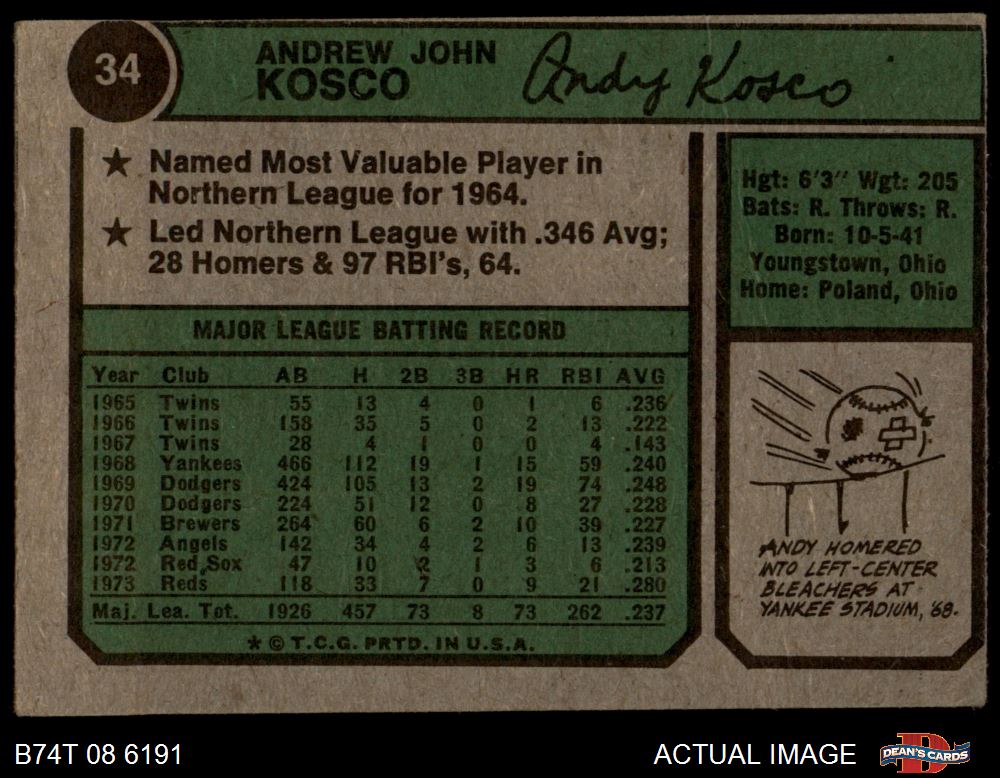 34
ANDREW JOHN
KOSCO
Andy Kosco
★ Named Most Valuable Player in
Northern League for 1964.
★ Led Northern League with .346 Avg;
28 Homers & 97 RBI's, 64.
Hgt: 6'3" Wgt: 205
Bats: R. Throws: R.
Born: 10-5-41
Youngstown, Ohio
Home: Poland, Ohio
MAJOR LEAGUE BATTING RECORD
Year Club AB H 2B 3B HR RBI AVG
1965 Twins 55 13 4 0 1 6 .236
1966 Twins 158 35 5 0 2 13 .222
1967 Twins 28 4 1 0 0 4 .143
1968 Yankees 466 112 19 1 15 59 .240
1969 Dodgers 424 105 13 2 19 74 .248
1970 Dodgers 224 51 12 0 8 27 .228
1971 Brewers 264 60 6 2 10 39 .227
1972 Angels 142 34 4 2 6 13 .239
1972 Red Sox 47 10 2 1 3 6 .213
1973 Reds 118 33 7 0 9 21 .280
Maj. Lea. Tot. 1926 457 73 8 73 262 .237
* © T.C.G. PRTD. IN U.S.A.
ANDY HOMERED
INTO LEFT-CENTER
BLEACHERS AT
YANKEE STADIUM, '68.
B74T 08 6191
ACTUAL IMAGE
DEAN'S CARDS